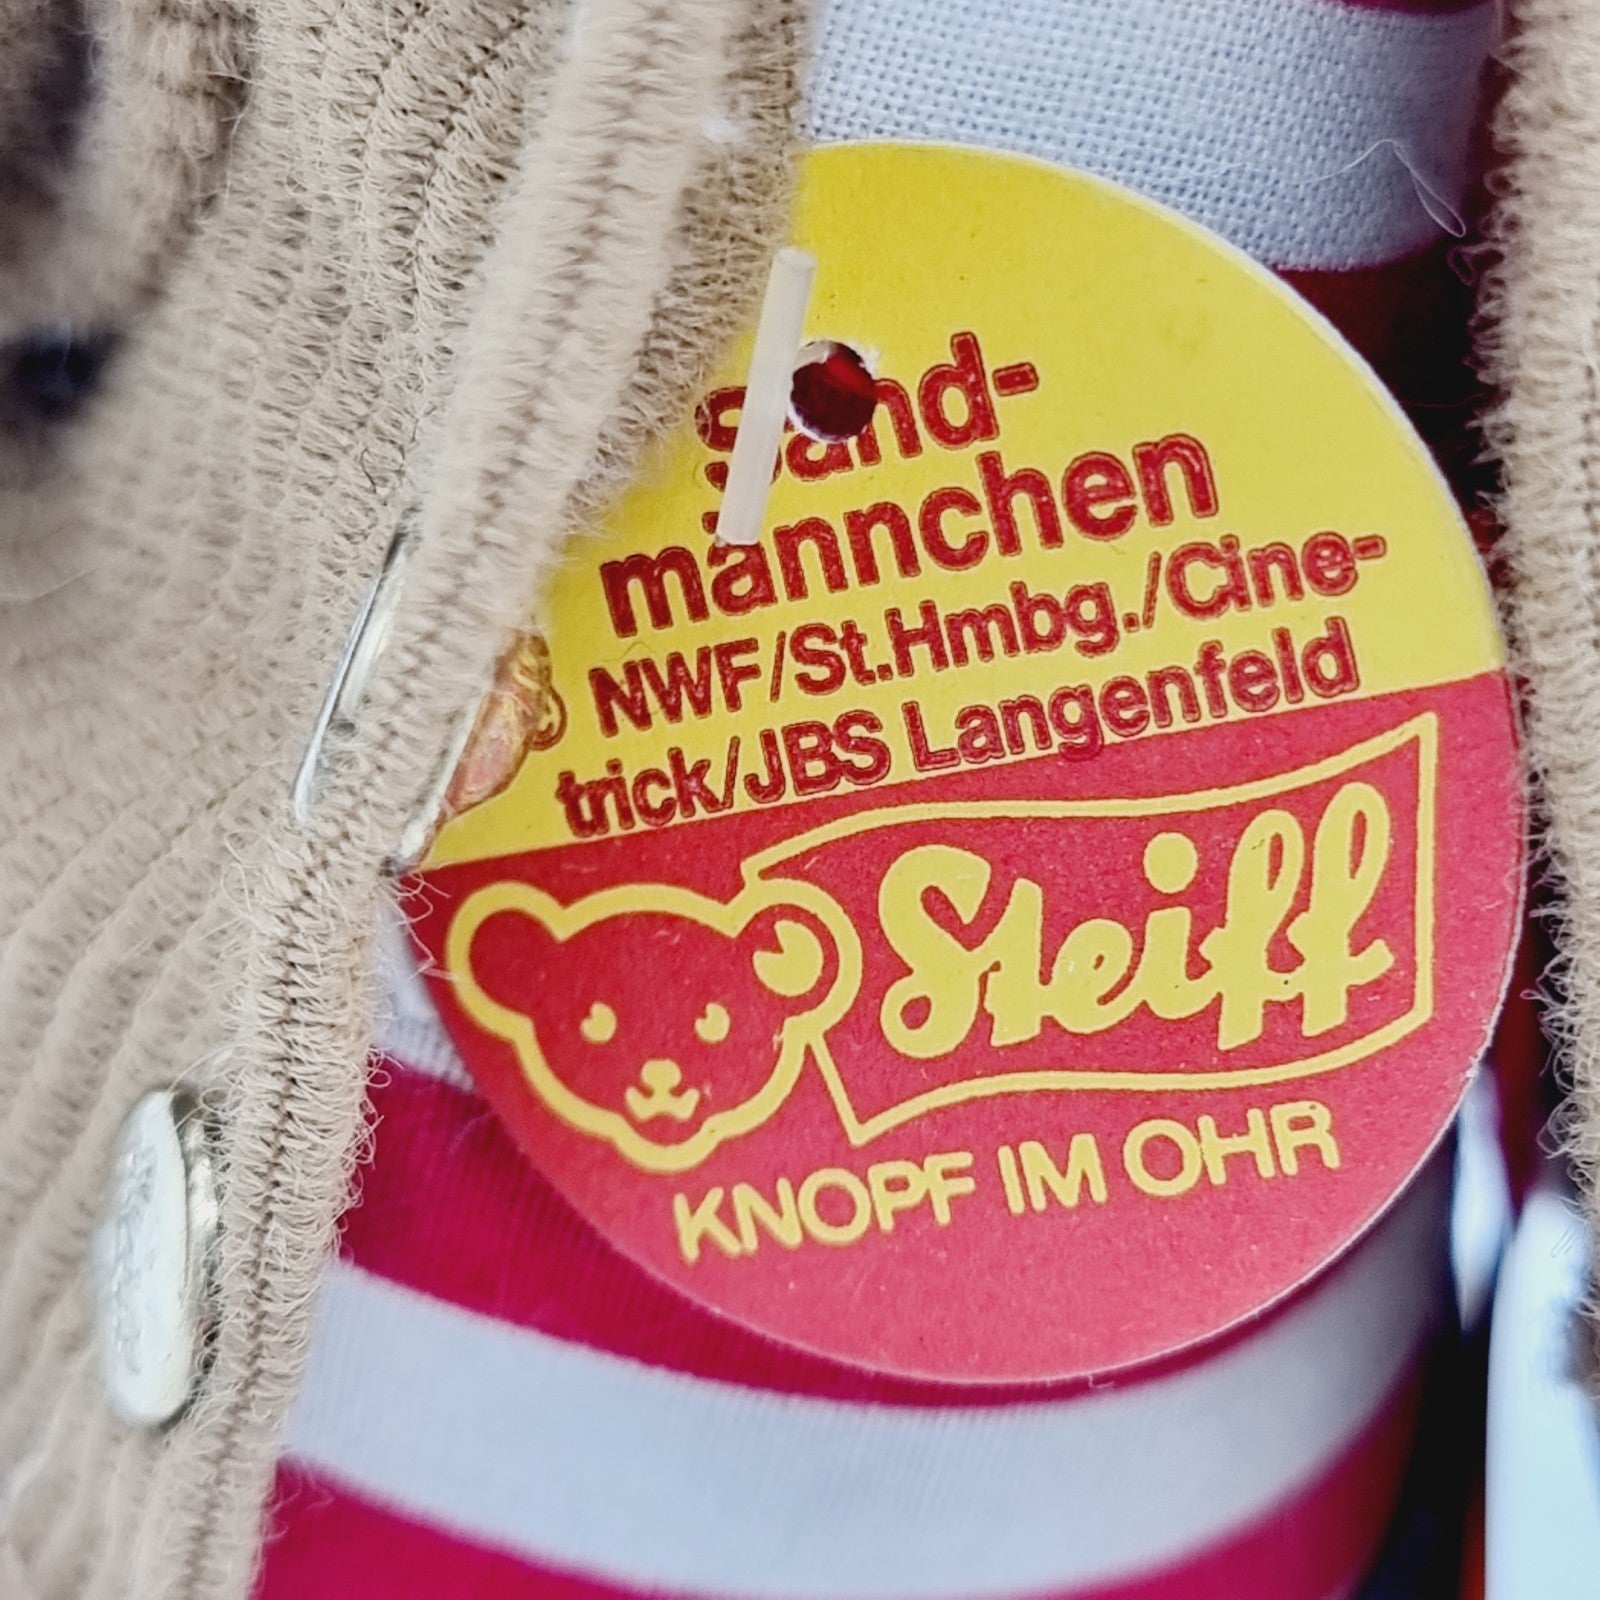 Sand-
männchen
© NWF/St.Hmbg./Cine-
trick/JBS Langenfeld
Steiff
KNOPF IM OHR